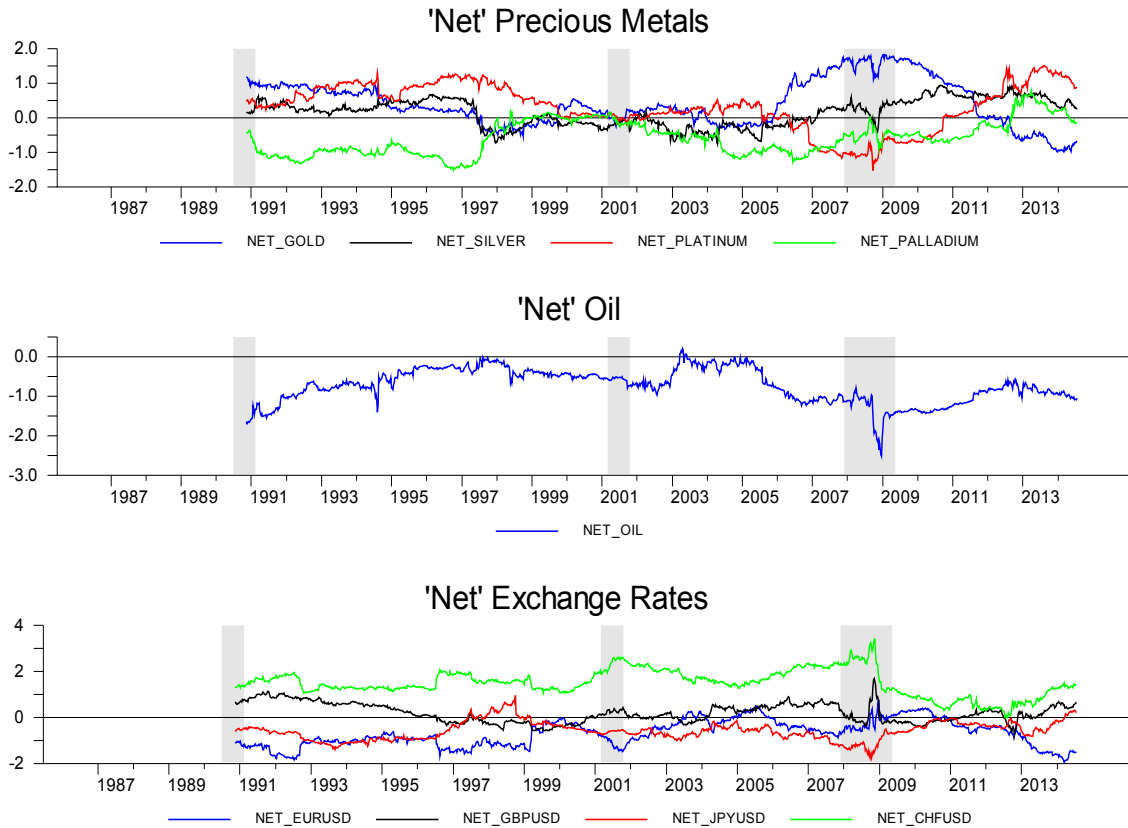 'Net' Precious Metals
2.0
1.0
0.0
-1.0
-2.0
1987 1989 1991 1993 1995 1997 1999 2001 2003 2005 2007 2009 2011 2013
NET_GOLD NET_SILVER NET_PLATINUM NET_PALLADIUM
'Net' Oil
0.0
-1.0
-2.0
-3.0
1987 1989 1991 1993 1995 1997 1999 2001 2003 2005 2007 2009 2011 2013
NET_OIL
'Net' Exchange Rates
4
2
0
-2
1987 1989 1991 1993 1995 1997 1999 2001 2003 2005 2007 2009 2011 2013
NET_EURUSD NET_GBPUSD NET_JPYUSD NET_CHFUSD